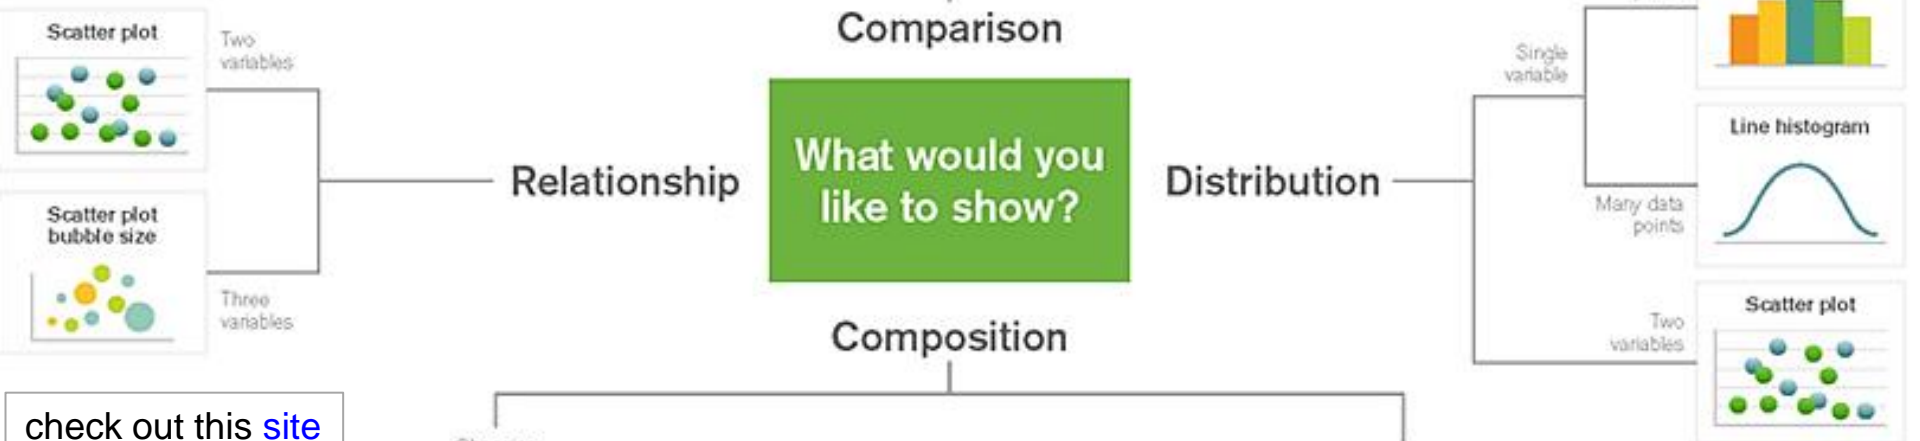 Comparison
Scatter plot
Two
variables
Scatter plot
bubble size
Three
variables
Relationship
What would you
like to show?
Distribution
Single
variable
Line histogram
Many data
points
Two
variables
Scatter plot
Composition
check out this site